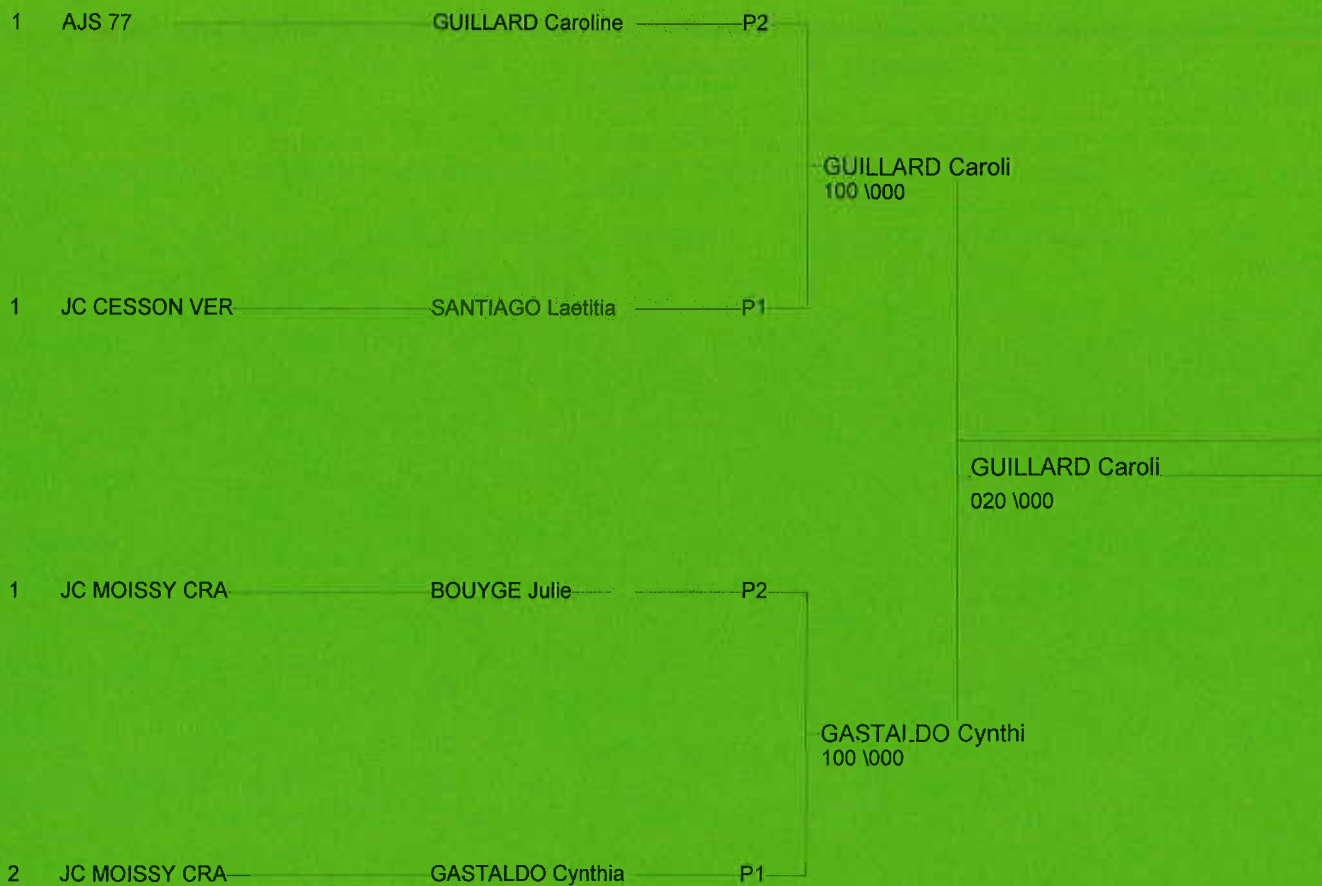 1 AJS 77 GUILLARD Caroline P2
GUILLARD Caroli
100 \000
1 JC CESSON VER SANTIAGO Laetitia P1
GUILLARD Caroli
020 \000
1 JC MOISSY CRA BOUYGE Julie P2
GASTALDO Cynthi
100 \000
2 JC MOISSY CRA GASTALDO Cynthia P1